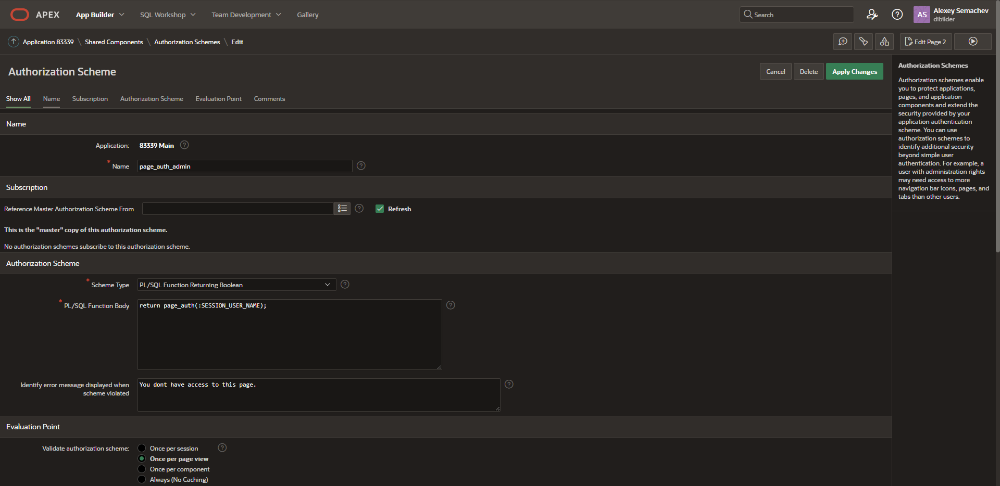 APEX
App Builder
SQL Workshop
Team Development
Gallery
Search
AS
Alexey Semachev
dibilder
Application 83339 \ Shared Components \ Authorization Schemes \ Edit
Edit Page 2
Authorization Scheme
Cancel
Delete
Apply Changes
Show All
Name
Subscription
Authorization Scheme
Evaluation Point
Comments
Name
Application: 83339 Main ?
* Name page_auth_admin ?
Subscription
Reference Master Authorization Scheme From ? Refresh
This is the "master" copy of this authorization scheme.
No authorization schemes subscribe to this authorization scheme.
Authorization Scheme
* Scheme Type PL/SQL Function Returning Boolean ?
* PL/SQL Function Body return page_auth(:SESSION_USER_NAME); ?
Identify error message displayed when
scheme violated
You dont have access to this page. ?
Evaluation Point
Validate authorization scheme: Once per session ?
Once per page view
Once per component
Always (No Caching)
Authorization Schemes
Authorization schemes enable
you to protect applications,
pages, and application
components and extend the
security provided by your
application authentication
scheme. You can use
authorization schemes to
identify additional security
beyond simple user
authentication. For example, a
user with administration rights
may need access to more
navigation bar icons, pages, and
tabs than other users.